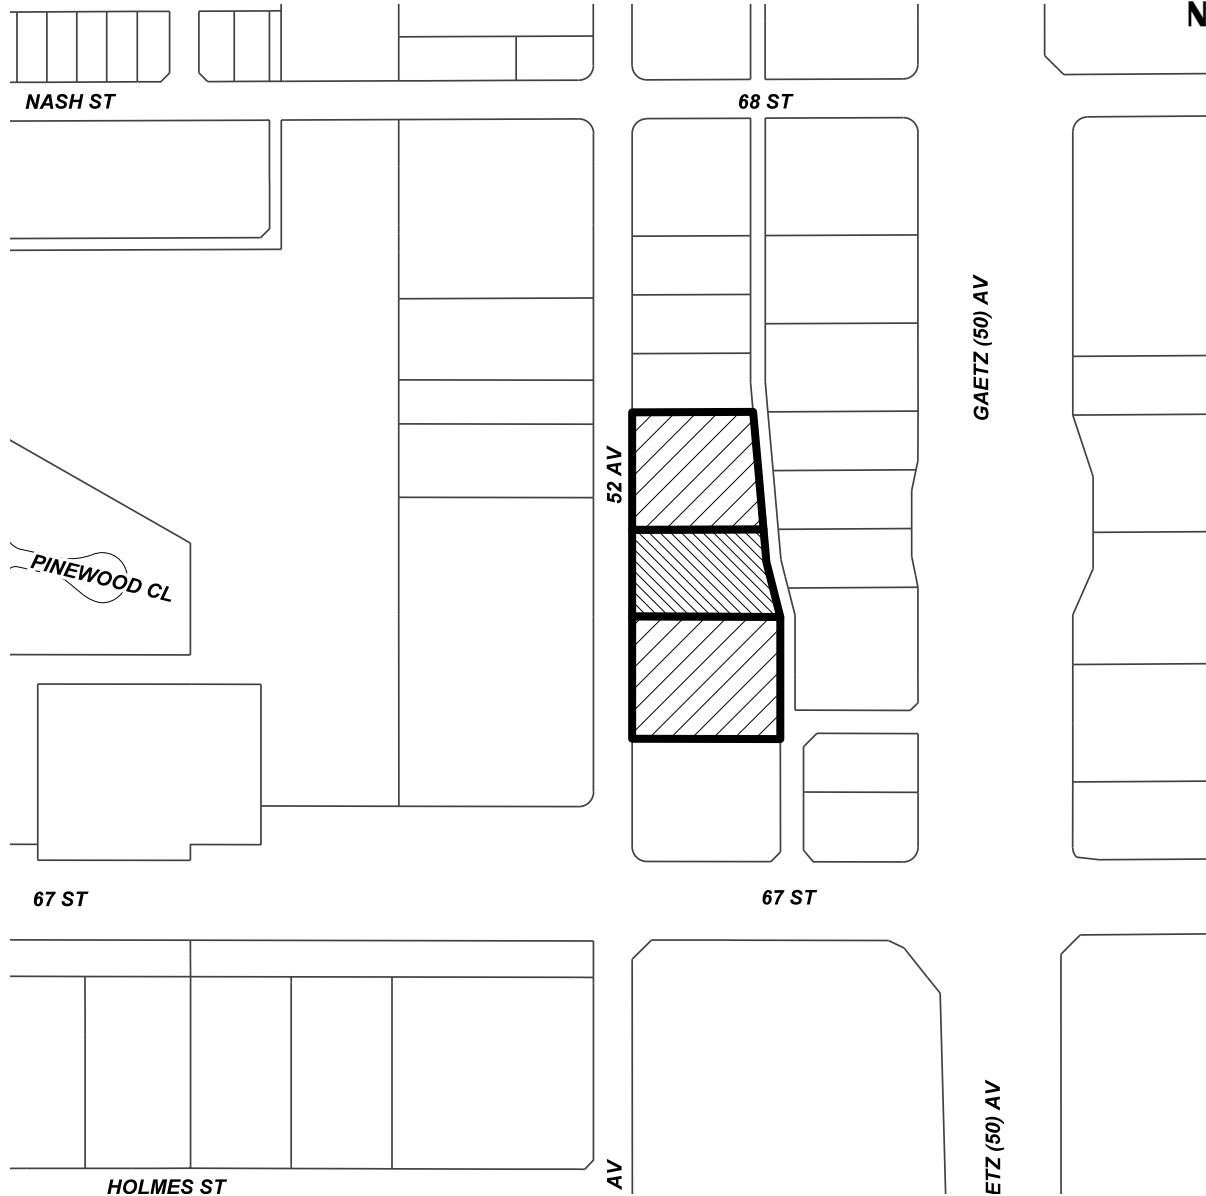 N
NASH ST
68 ST
GAETZ (50) AV
52 AV
PINEWOOD CL
67 ST
67 ST
ETZ (50) AV
AV
HOLMES ST